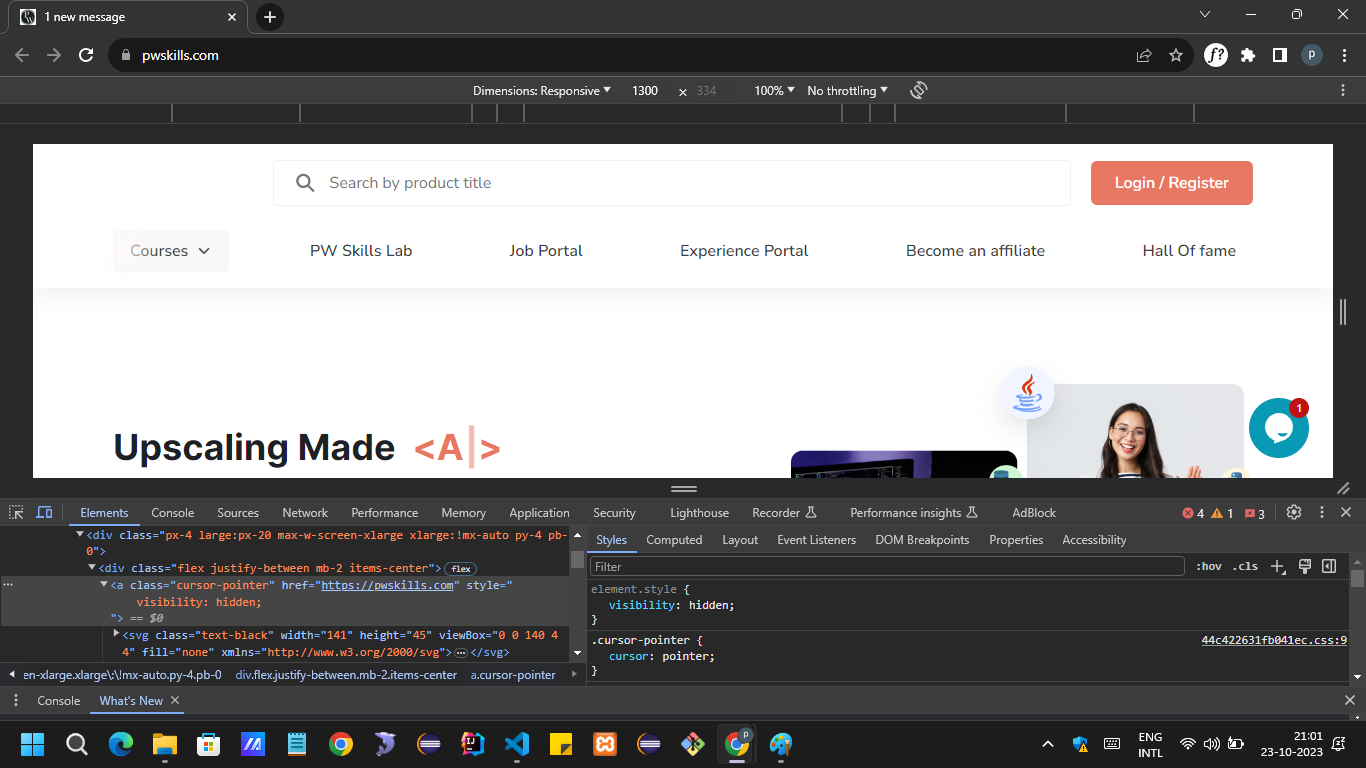 1 new message
pwskills.com
p
Dimensions: Responsive 1300 × 334 100% No throttling
Search by product title
Login / Register
Courses PW Skills Lab Job Portal Experience Portal Become an affiliate Hall Of fame
Upscaling Made <A|>
1
Elements Console Sources Network Performance Memory Application Security Lighthouse Recorder Performance insights AdBlock 4 1 3
<div class="px-4 large:px-20 max-w-screen-xlarge xlarge:!mx-auto py-4 pb-
0">
<div class="flex justify-between mb-2 items-center"> flex
<a class="cursor-pointer" href="https://pwskills.com" style="
visibility: hidden;
"> == $0
<svg class="text-black" width="141" height="45" viewBox="0 0 140 4
4" fill="none" xmlns="http://www.w3.org/2000/svg"> … </svg>
en-xlarge.xlarge\:\!mx-auto.py-4.pb-0 div.flex.justify-between.mb-2.items-center a.cursor-pointer
Styles Computed Layout Event Listeners DOM Breakpoints Properties Accessibility
Filter :hov .cls
element.style {
visibility: hidden;
}
.cursor-pointer { 44c422631fb041ec.css:9
cursor: pointer;
}
Console What's New
ENG
INTL
21:01
23-10-2023